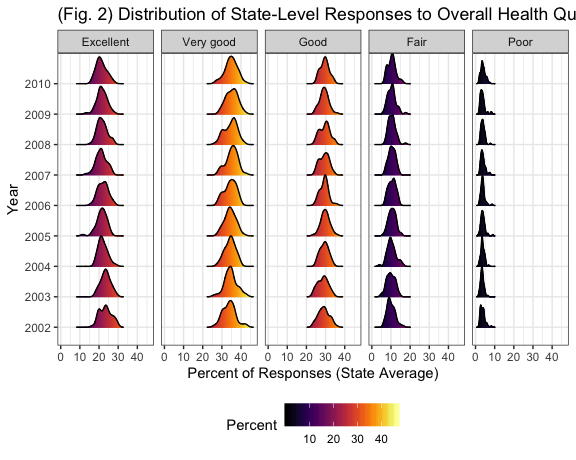 (Fig. 2) Distribution of State-Level Responses to Overall Health Qu
Excellent Very good Good Fair Poor
2010
2009
2008
2007
2006
2005
2004
2003
2002
Year
0 10 20 30 40 0 10 20 30 40 0 10 20 30 40 0 10 20 30 40 0 10 20 30 40
Percent of Responses (State Average)
Percent
10 20 30 40